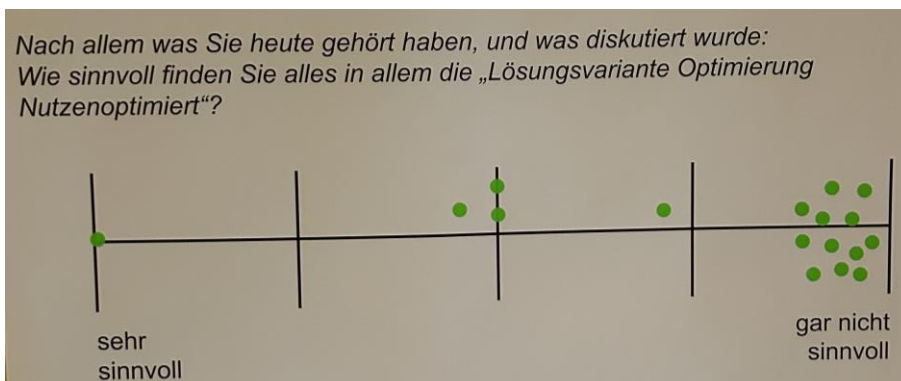 Nach allem was Sie heute gehört haben, und was diskutiert wurde:
Wie sinnvoll finden Sie alles in allem die „Lösungsvariante Optimierung
Nutzenoptimiert“?
sehr
sinnvoll
gar nicht
sinnvoll